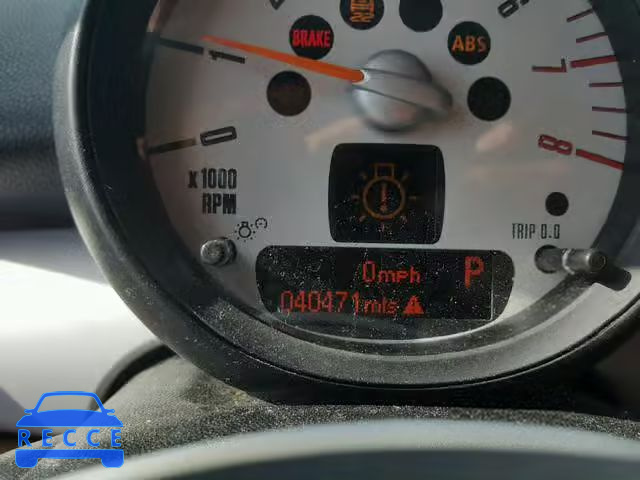 BRAKE
ABS
0
1
7
8
x 1000
RPM
TRIP 0.0
0mph
P
040471mls
RECCE